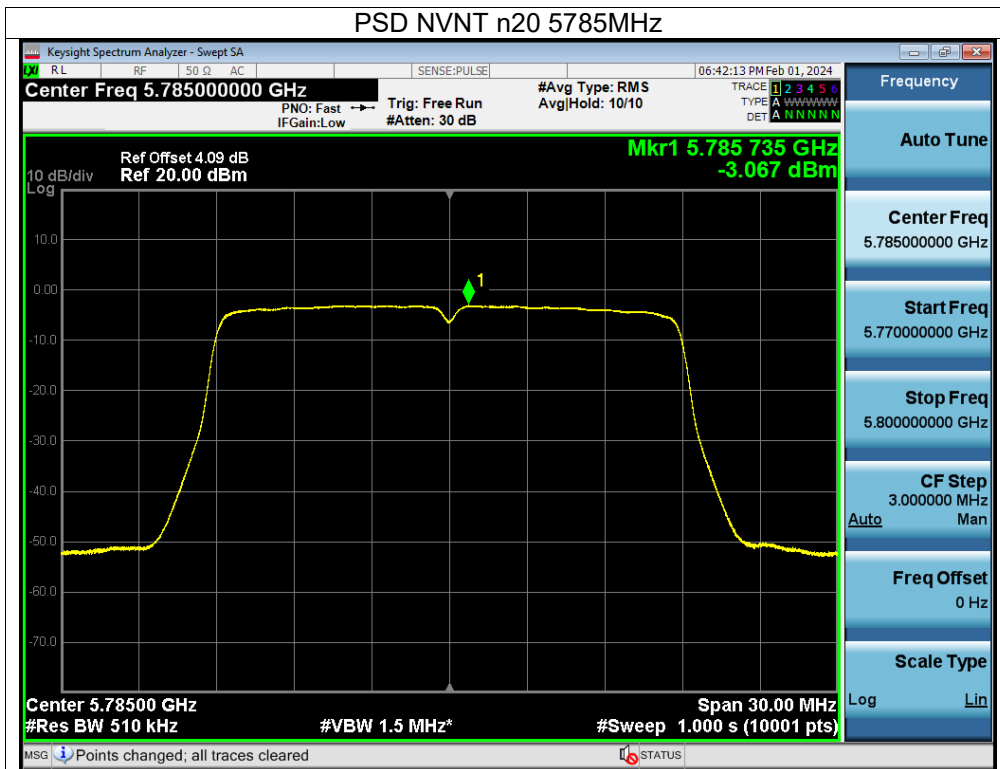 PSD NVNT n20 5785MHz
Keysight Spectrum Analyzer - Swept SA
LXI RL RF 50 Ω AC SENSE:PULSE 06:42:13 PM Feb 01, 2024
Center Freq 5.785000000 GHz
PNO: Fast
IFGain:Low
Trig: Free Run
#Atten: 30 dB
#Avg Type: RMS
Avg|Hold: 10/10
TRACE 1 2 3 4 5 6
TYPE A WWWWW
DET A N N N N N
Mkr1 5.785 735 GHz
-3.067 dBm
Ref Offset 4.09 dB
10 dB/div Ref 20.00 dBm
Log
10.0
0.00
-10.0
-20.0
-30.0
-40.0
-50.0
-60.0
-70.0
1
Center 5.78500 GHz Span 30.00 MHz
#Res BW 510 kHz #VBW 1.5 MHz* #Sweep 1.000 s (10001 pts)
MSG Points changed; all traces cleared STATUS
Frequency
Auto Tune
Center Freq
5.785000000 GHz
Start Freq
5.770000000 GHz
Stop Freq
5.800000000 GHz
CF Step
3.000000 MHz
Auto Man
Freq Offset
0 Hz
Scale Type
Log Lin